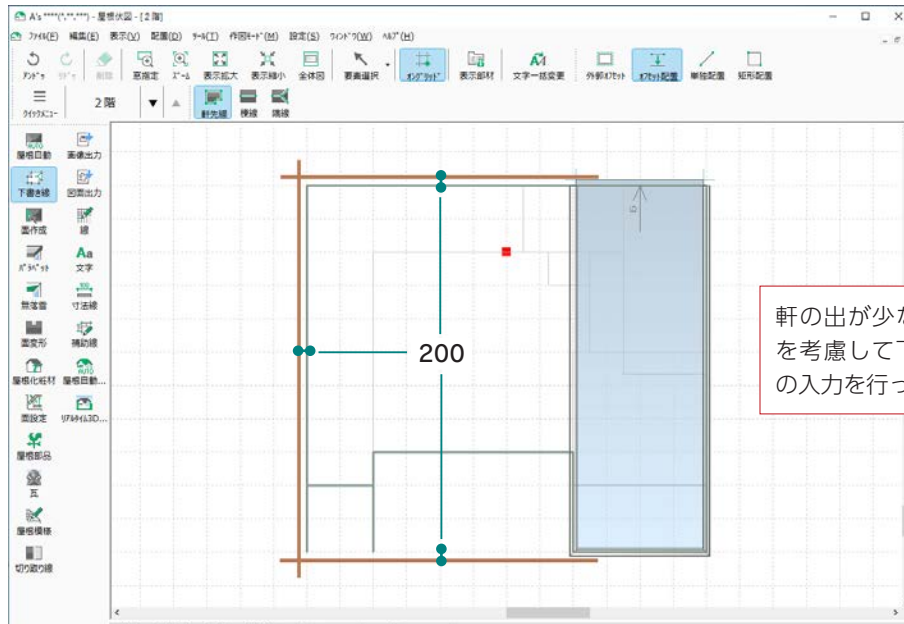 A's ****(*,**,***) - 屋根伏図 - [２階]
ﾌｧｲﾙ(F) 編集(E) 表示(V) 配置(D) ﾂｰﾙ(T) 作図ﾓｰﾄﾞ(M) 設定(S) ｳｨﾝﾄﾞｳ(W) ﾍﾙﾌﾟ(H)
ｱﾝﾄﾞｩ ﾘﾄﾞｩ 削除 窓指定 ｽﾞｰﾑ 表示拡大 表示縮小 全体図 要素選択 ｵﾝｸﾞﾘｯﾄﾞ 表示部材 文字一括変更 外部ｵﾌｾｯﾄ ｵﾌｾｯﾄ配置 単独配置 矩形配置
ｸｲｯｸﾒﾆｭｰ ２階 軒先線 棟線 隅線
屋根自動 画像出力
下書き線 図面出力
面作成 線
ﾊﾟﾗﾍﾟｯﾄ 文字
無落雪 寸法線
面変形 補助線
屋根化粧材 屋根自動...
面設定 ﾘｱﾙﾀｲﾑ3D...
屋根部品
瓦
屋根模様
切り取り線
200
軒の出が少な
を考慮して下
の入力を行っ